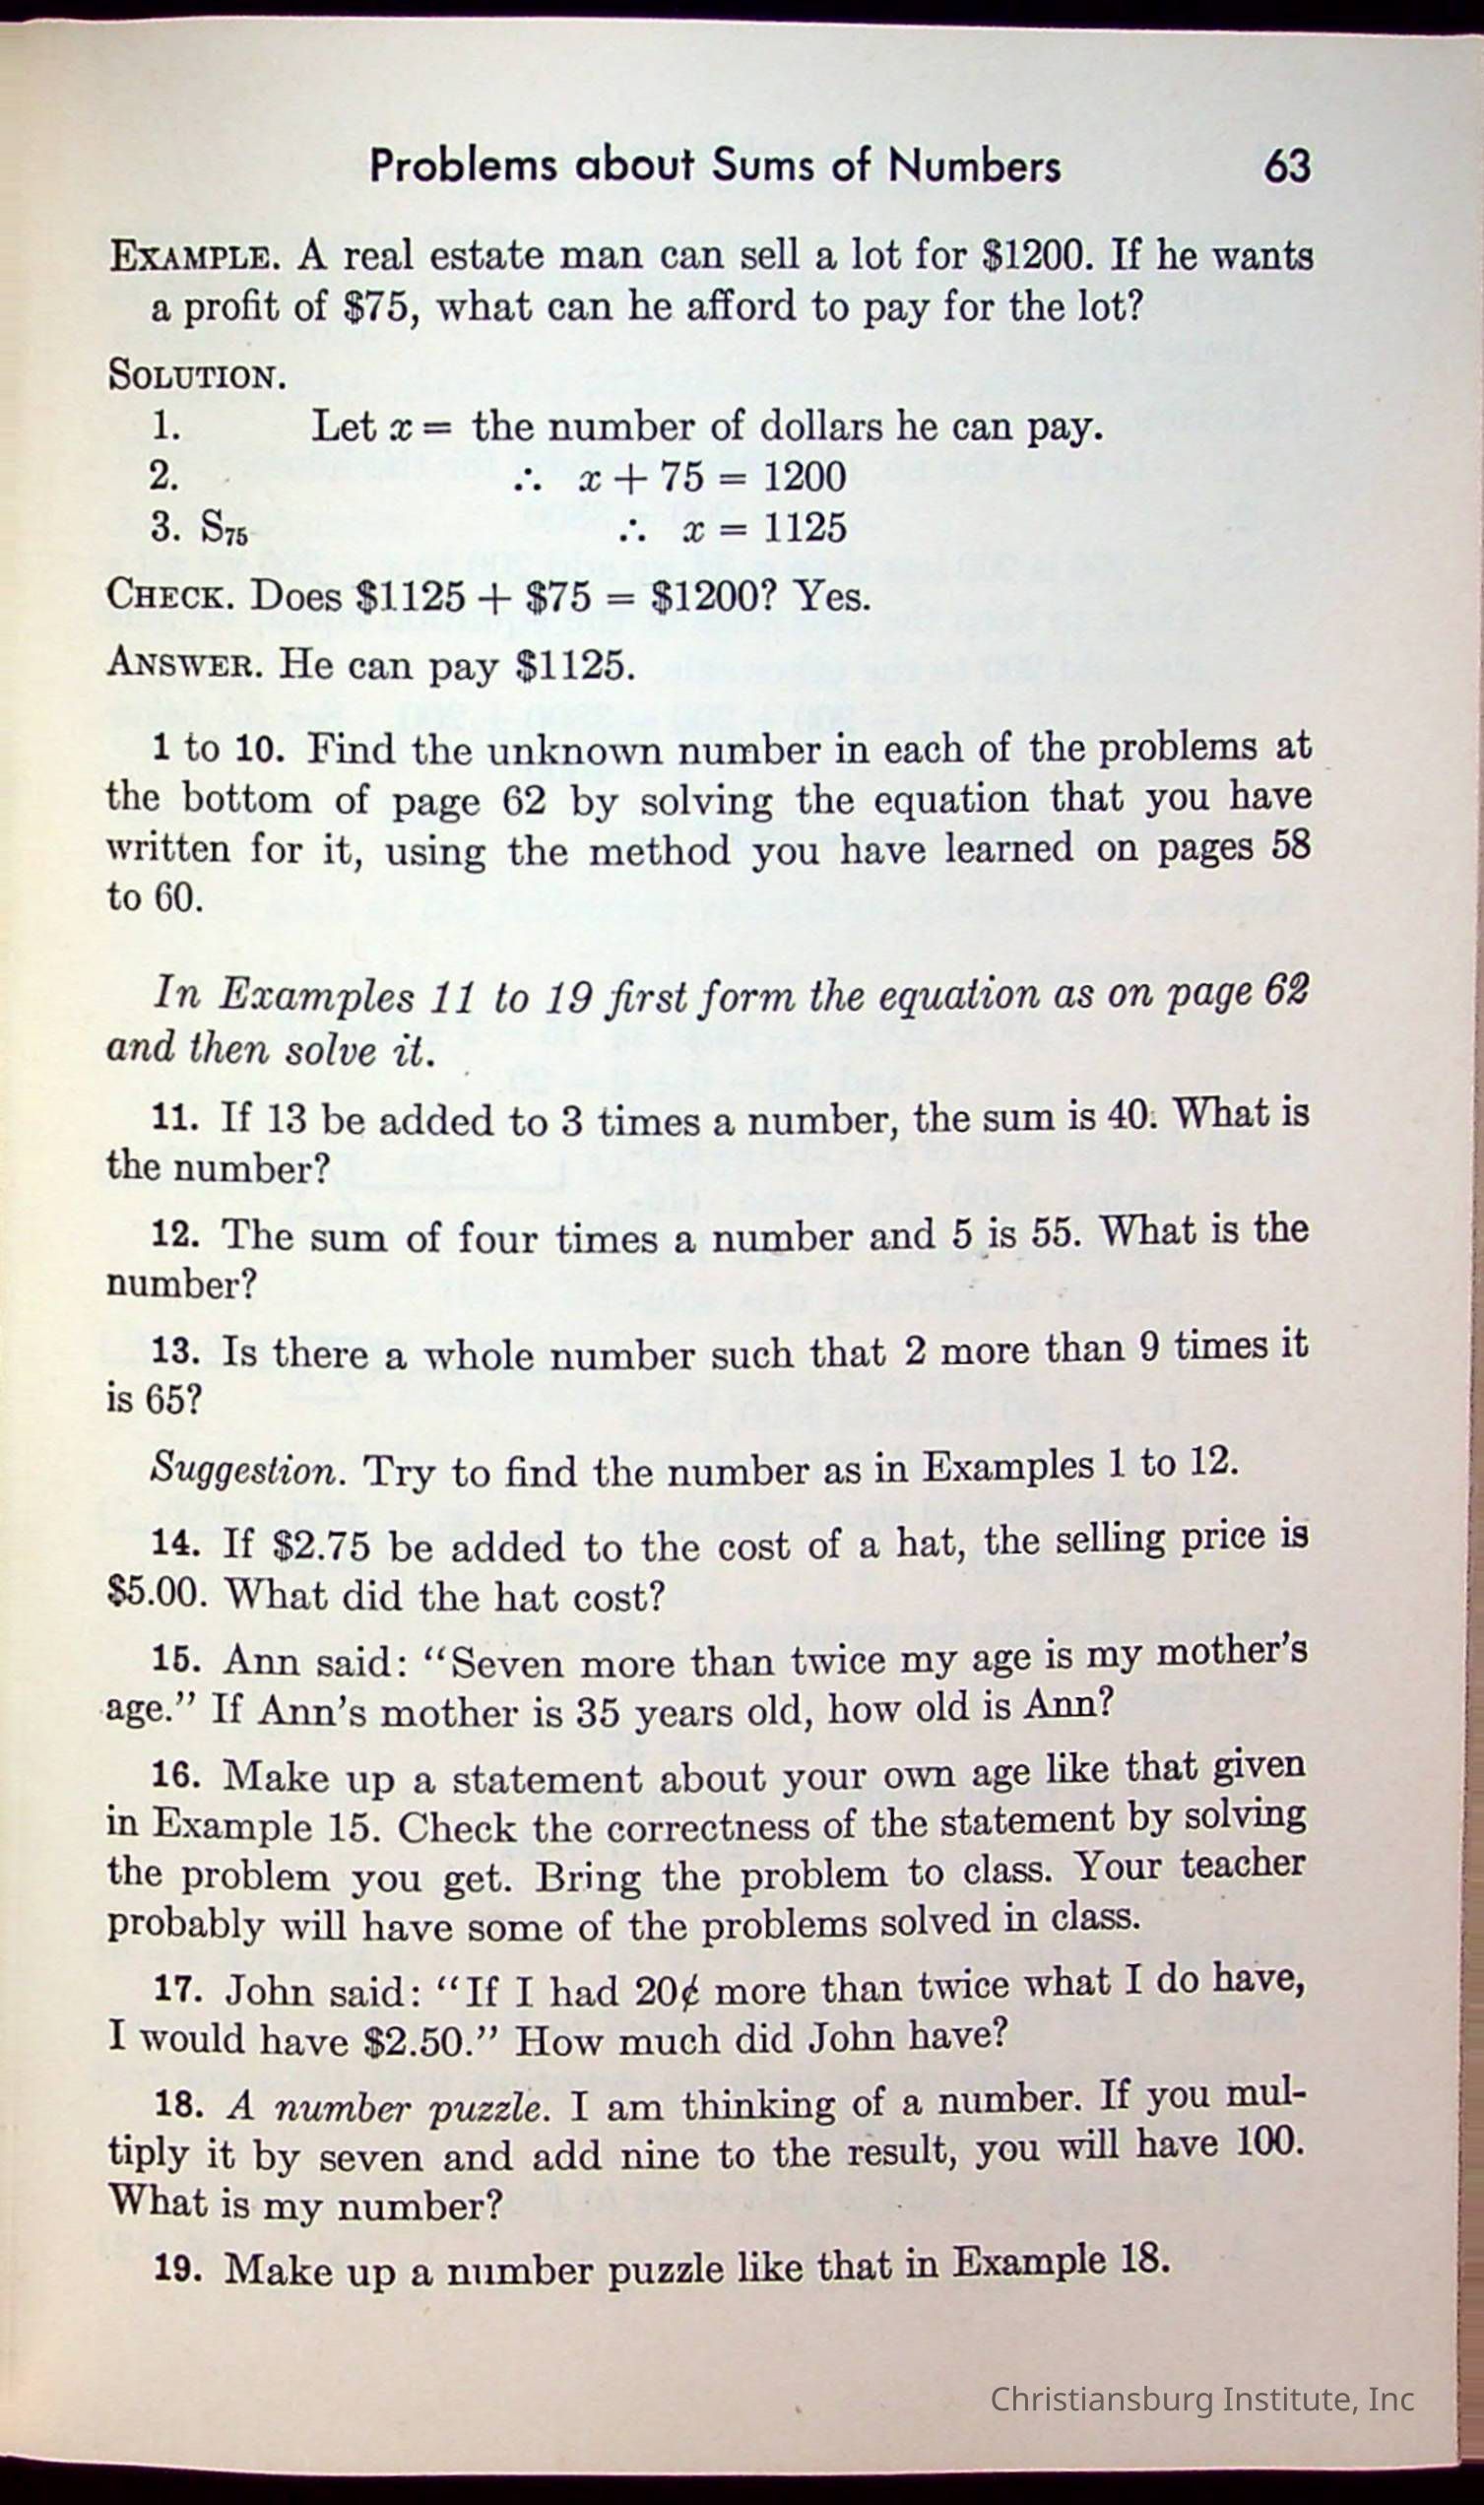 Problems about Sums of Numbers 63
EXAMPLE. A real estate man can sell a lot for $1200. If he wants
a profit of $75, what can he afford to pay for the lot?
SOLUTION.
1. Let x = the number of dollars he can pay.
2. ∴ x + 75 = 1200
3. S₇₅ ∴ x = 1125
CHECK. Does $1125 + $75 = $1200? Yes.
ANSWER. He can pay $1125.
1 to 10. Find the unknown number in each of the problems at
the bottom of page 62 by solving the equation that you have
written for it, using the method you have learned on pages 58
to 60.
In Examples 11 to 19 first form the equation as on page 62
and then solve it.
11. If 13 be added to 3 times a number, the sum is 40. What is
the number?
12. The sum of four times a number and 5 is 55. What is the
number?
13. Is there a whole number such that 2 more than 9 times it
is 65?
Suggestion. Try to find the number as in Examples 1 to 12.
14. If $2.75 be added to the cost of a hat, the selling price is
$5.00. What did the hat cost?
15. Ann said: “Seven more than twice my age is my mother’s
age.” If Ann’s mother is 35 years old, how old is Ann?
16. Make up a statement about your own age like that given
in Example 15. Check the correctness of the statement by solving
the problem you get. Bring the problem to class. Your teacher
probably will have some of the problems solved in class.
17. John said: “If I had 20¢ more than twice what I do have,
I would have $2.50.” How much did John have?
18. A number puzzle. I am thinking of a number. If you mul-
tiply it by seven and add nine to the result, you will have 100.
What is my number?
19. Make up a number puzzle like that in Example 18.
Christiansburg Institute, Inc